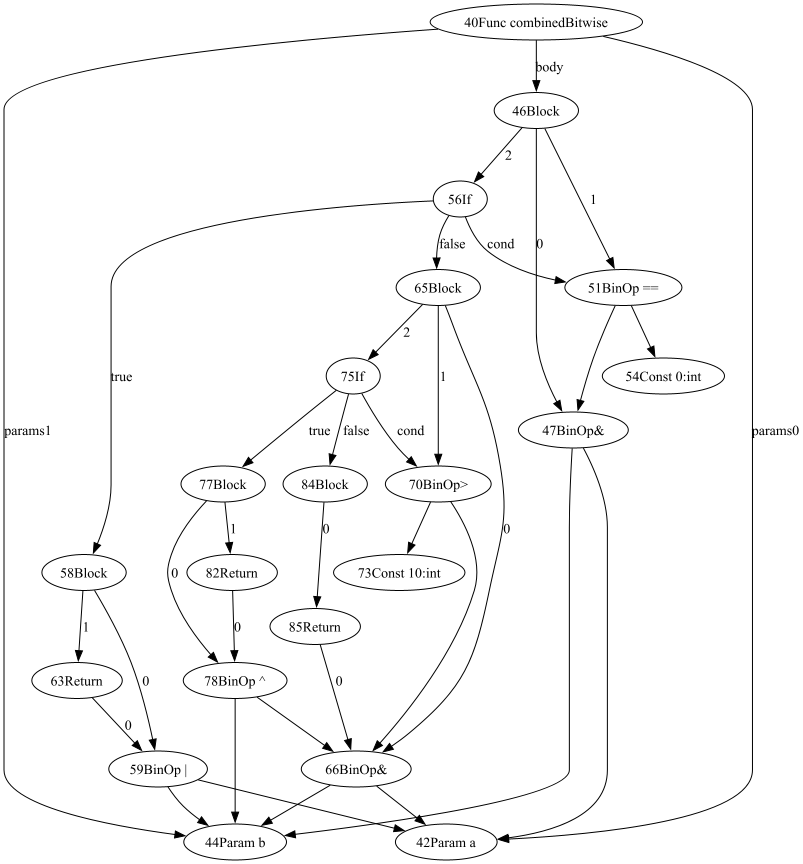 40Func combinedBitwise
body
46Block
2
1
56If
false
cond
0
65Block
51BinOp ==
2
75If
1
54Const 0:int
true
params1
params0
true
false
cond
47BinOp&
77Block
84Block
70BinOp>
0
1
0
0
58Block
82Return
73Const 10:int
1
0
85Return
0
63Return
78BinOp ^
0
0
59BinOp |
66BinOp&
44Param b
42Param a